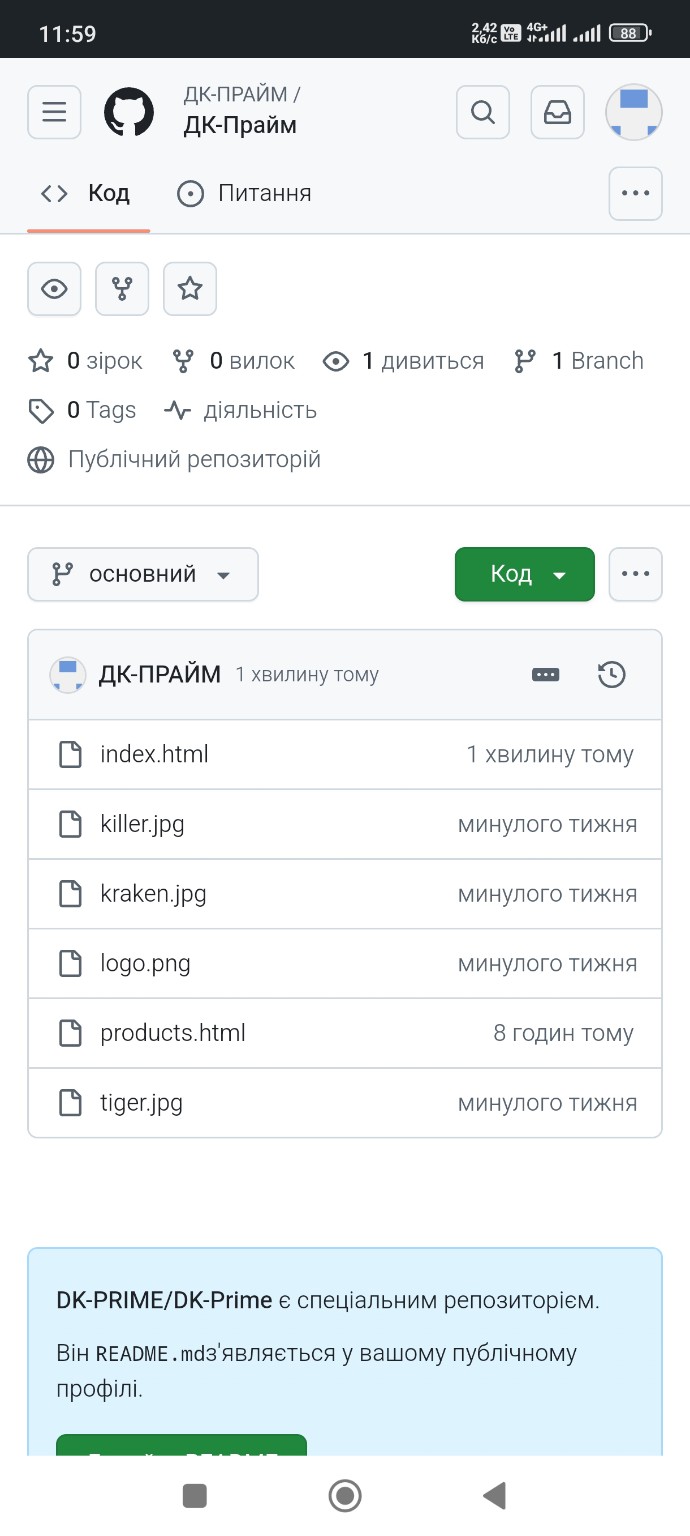 11:59
2,42 Кб/с Vo LTE 4G+ 88
ДК-ПРАЙМ /
ДК-Прайм
Код Питання
0 зірок 0 вилок 1 дивиться 1 Branch
0 Tags діяльність
Публічний репозиторій
основний Код
ДК-ПРАЙМ 1 хвилину тому
index.html 1 хвилину тому
killer.jpg минулого тижня
kraken.jpg минулого тижня
logo.png минулого тижня
products.html 8 годин тому
tiger.jpg минулого тижня
DK-PRIME/DK-Prime є спеціальним репозиторієм.
Він README.mdз'являється у вашому публічному
профілі.